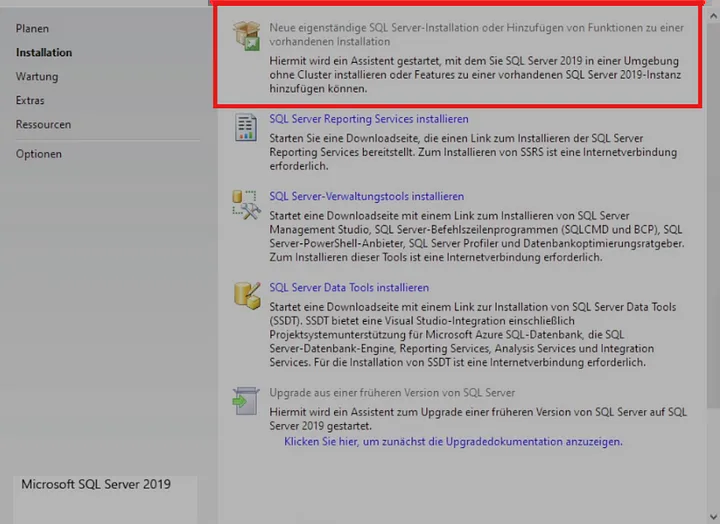 Planen
Installation
Wartung
Extras
Ressourcen
Optionen
Microsoft SQL Server 2019
Neue eigenständige SQL Server-Installation oder Hinzufügen von Funktionen zu einer
vorhandenen Installation
Hiermit wird ein Assistent gestartet, mit dem Sie SQL Server 2019 in einer Umgebung
ohne Cluster installieren oder Features zu einer vorhandenen SQL Server 2019-Instanz
hinzufügen können.
SQL Server Reporting Services installieren
Starten Sie eine Downloadseite, die einen Link zum Installieren der SQL Server
Reporting Services bereitstellt. Zum Installieren von SSRS ist eine Internetverbindung
erforderlich.
SQL Server-Verwaltungstools installieren
Startet eine Downloadseite mit einem Link zum Installieren von SQL Server
Management Studio, SQL Server-Befehlszeilenprogrammen (SQLCMD und BCP), SQL
Server-PowerShell-Anbieter, SQL Server Profiler und Datenbankoptimierungsratgeber.
Zum Installieren dieser Tools ist eine Internetverbindung erforderlich.
SQL Server Data Tools installieren
Startet eine Downloadseite mit einem Link zur Installation von SQL Server Data Tools
(SSDT). SSDT bietet eine Visual Studio-Integration einschließlich
Projektsystemunterstützung für Microsoft Azure SQL-Datenbank, die SQL
Server-Datenbank-Engine, Reporting Services, Analysis Services und Integration
Services. Für die Installation von SSDT ist eine Internetverbindung erforderlich.
Upgrade aus einer früheren Version von SQL Server
Hiermit wird ein Assistent zum Upgrade einer früheren Version von SQL Server auf SQL
Server 2019 gestartet.
Klicken Sie hier, um zunächst die Upgradedokumentation anzuzeigen.